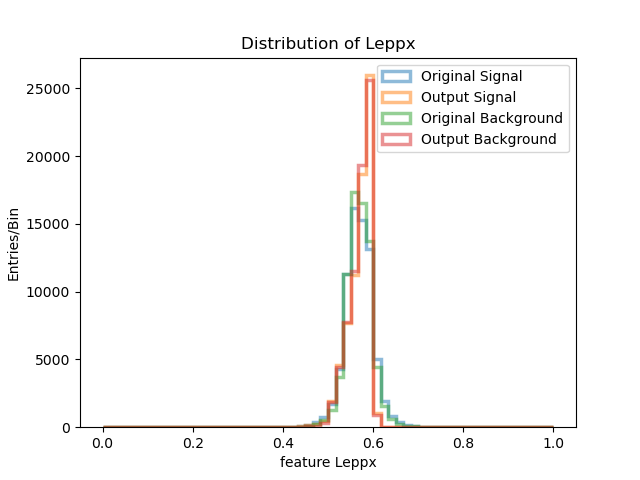 Distribution of Leppx
Original Signal
Output Signal
Original Background
Output Background
Entries/Bin
25000
20000
15000
10000
5000
0
0.0 0.2 0.4 0.6 0.8 1.0
feature Leppx